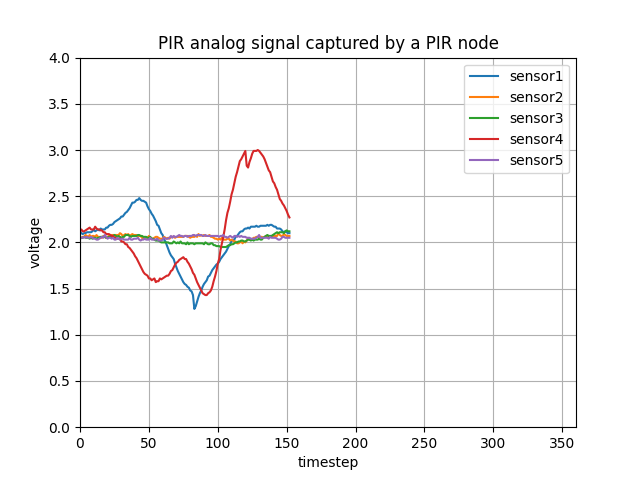 PIR analog signal captured by a PIR node
4.0
3.5
3.0
2.5
2.0
1.5
1.0
0.5
0.0
voltage
sensor1
sensor2
sensor3
sensor4
sensor5
0 50 100 150 200 250 300 350
timestep